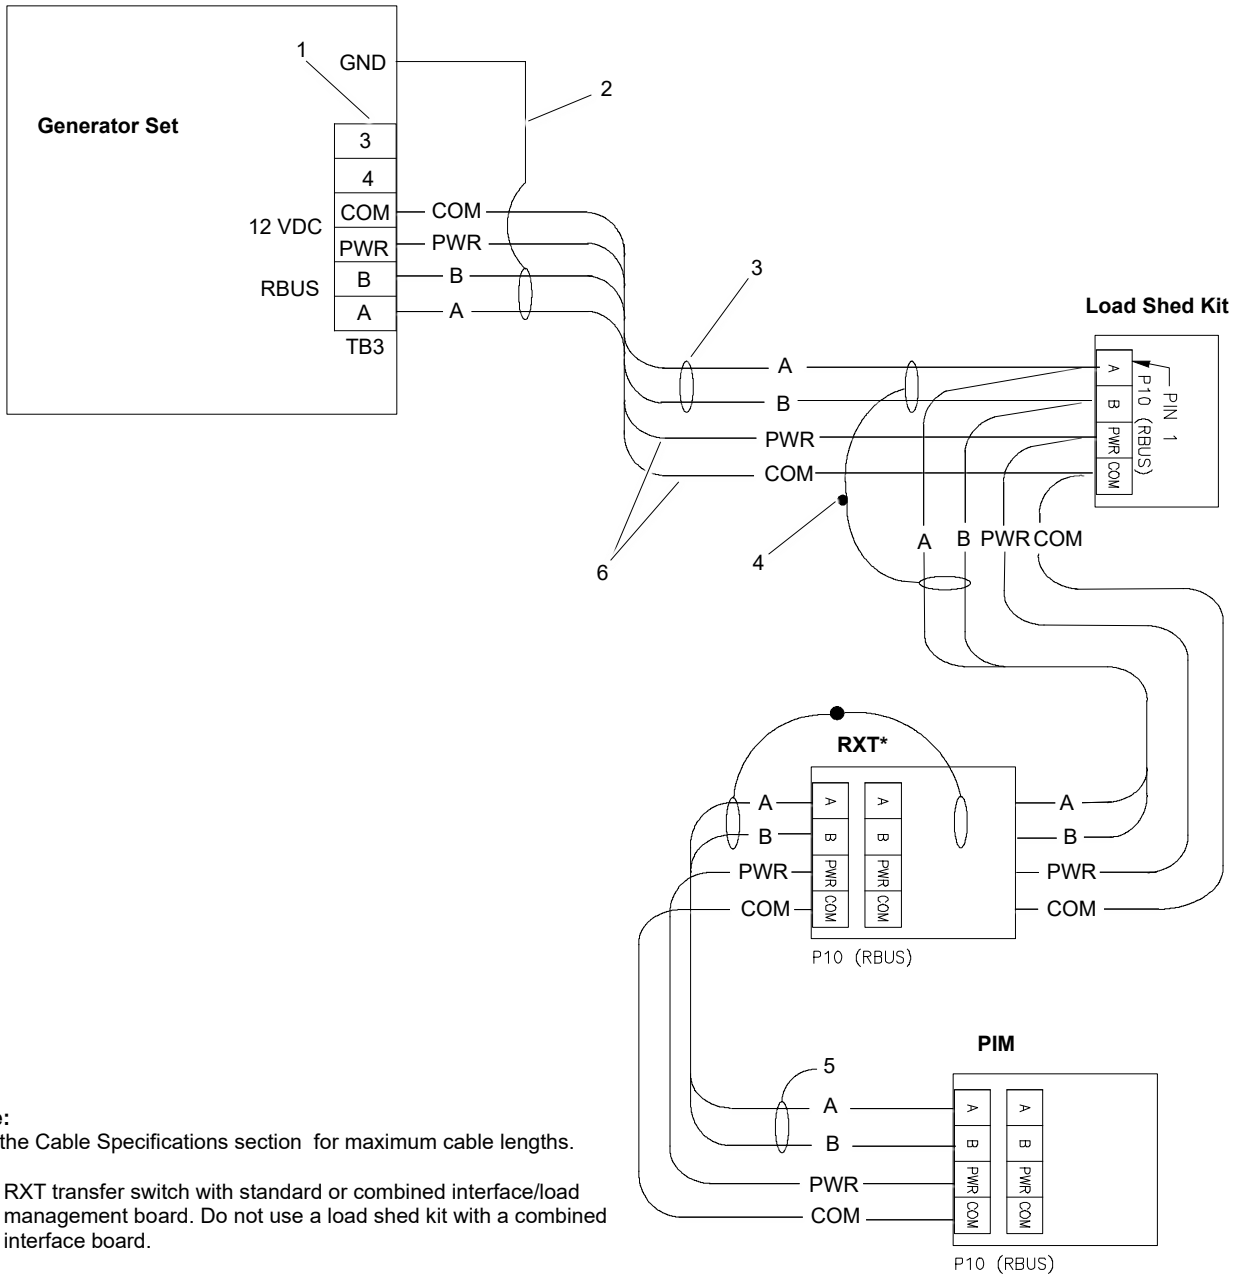 1
GND
2
Generator Set
3
4
12 VDC
COM
COM
PWR
PWR
RBUS
B
B
A
A
TB3
3
Load Shed Kit
A
B
PWR
COM
A
B
PWR
COM
P10 (RBUS)
PIN 1
6
4
A B PWR COM
RXT*
A
B
PWR
COM
A
B
PWR
COM
A
B
PWR
COM
A
B
PWR
COM
P10 (RBUS)
PIM
5
A
B
PWR
COM
A
B
PWR
COM
A
B
PWR
COM
P10 (RBUS)
e:
the Cable Specifications section for maximum cable lengths.
RXT transfer switch with standard or combined interface/load
management board. Do not use a load shed kit with a combined
interface board.